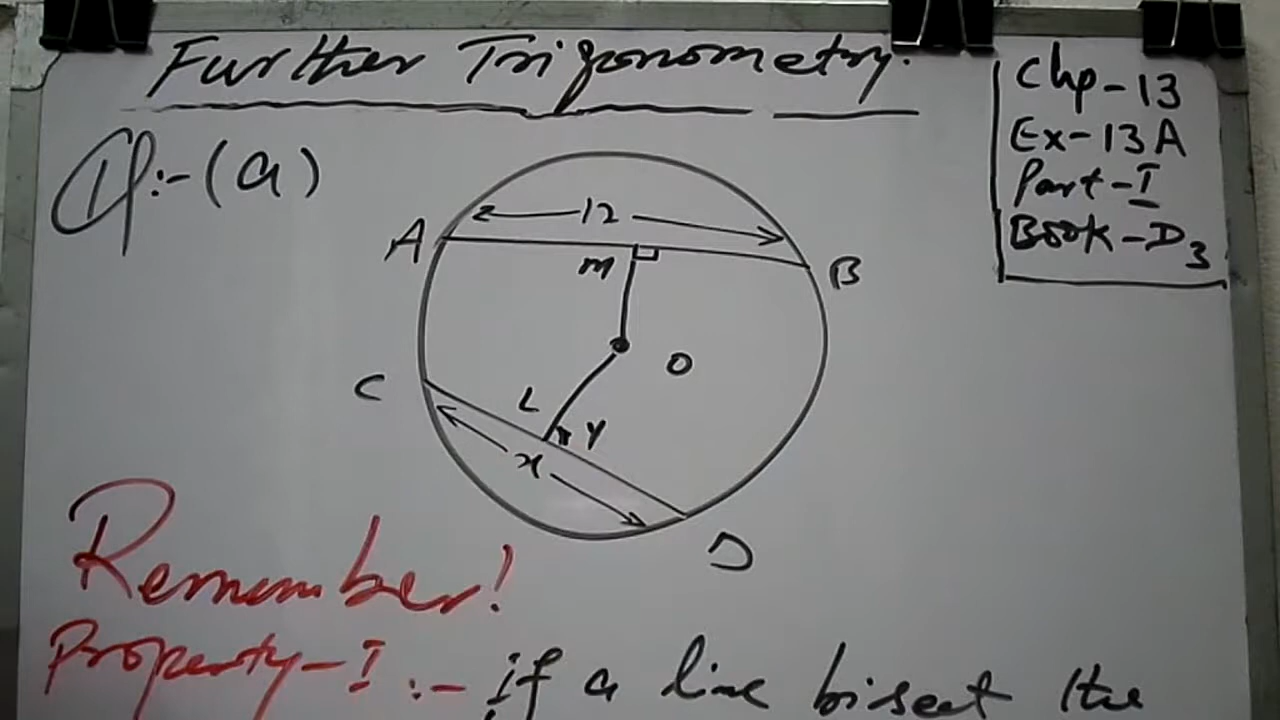 Further Trigonometry.
Chp-13
Ex-13A
Part-I
Book-D3
:-(a)
12
A
M
B
O
C
L
y
x
D
Remember!
Property-I :- if a line bisect the